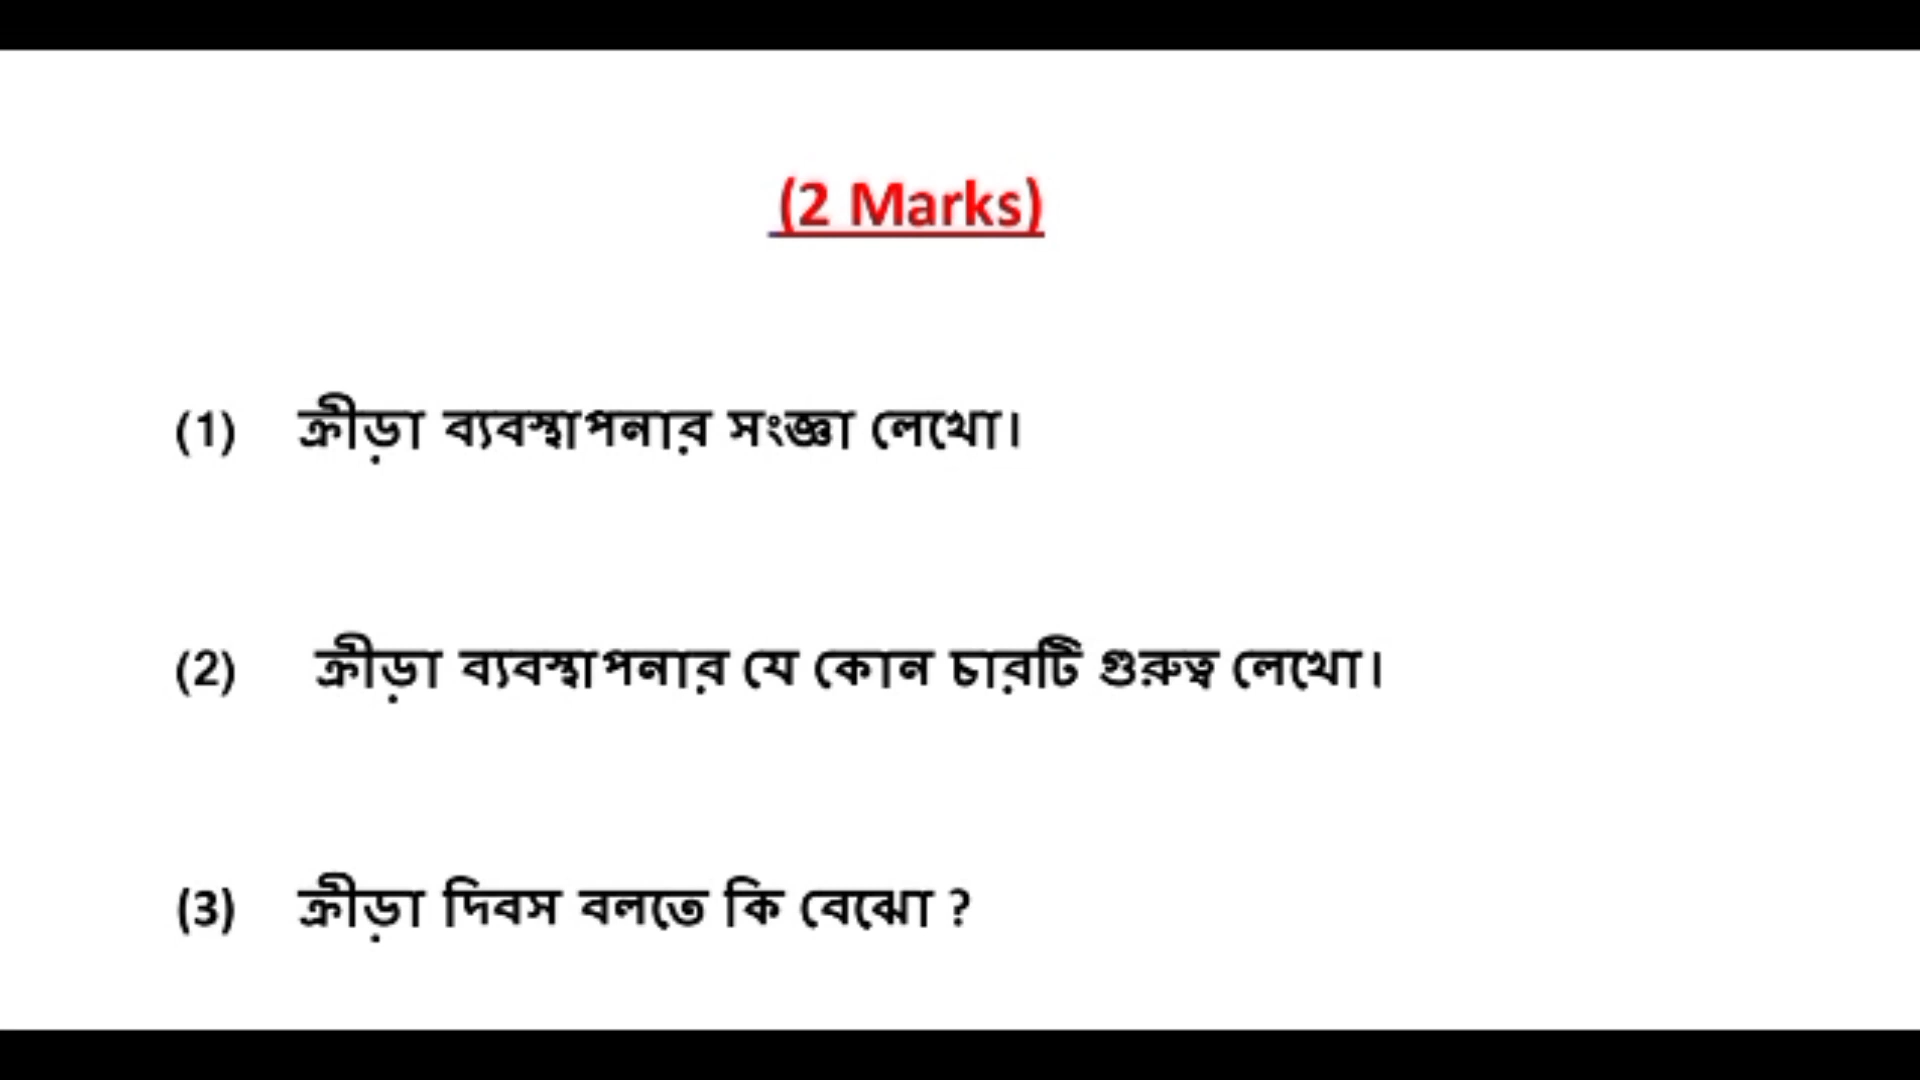 (2 Marks)
(1) ক্রীড়া ব্যবস্থাপনার সংজ্ঞা লেখো।
(2) ক্রীড়া ব্যবস্থাপনার যে কোন চারটি গুরুত্ব লেখো।
(3) ক্রীড়া দিবস বলতে কি বেঝো ?